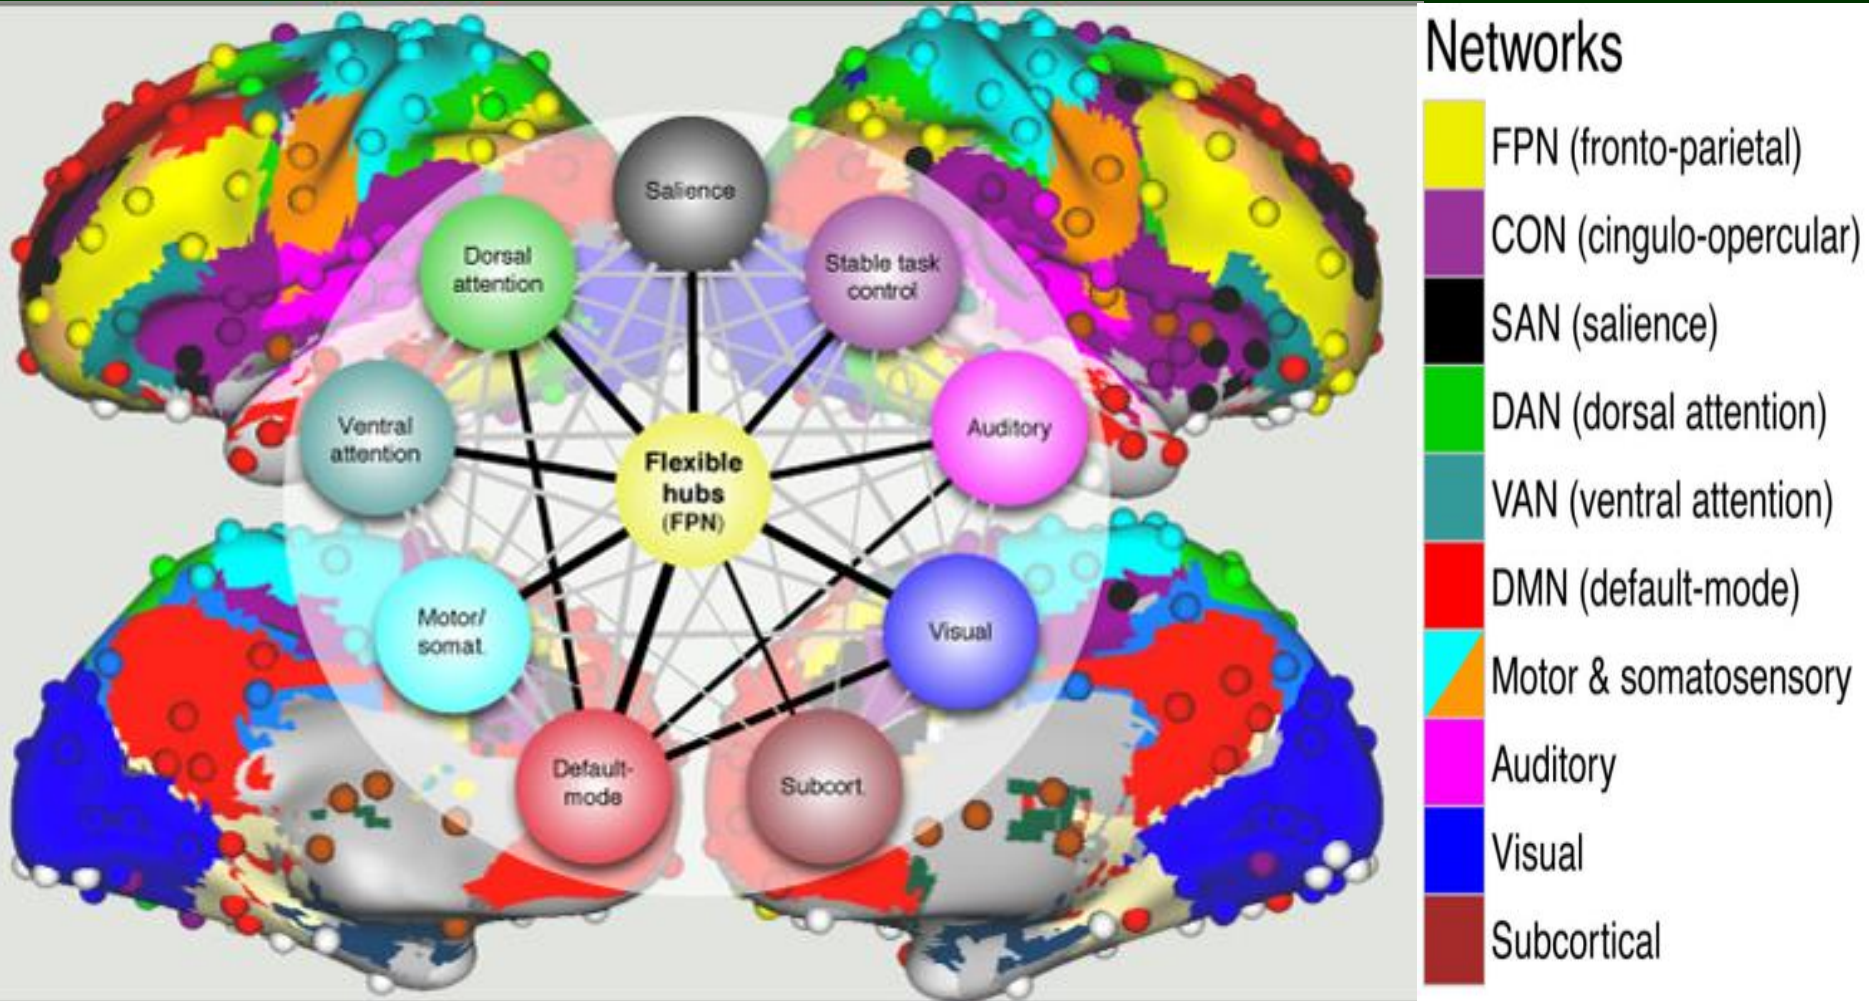 Salience
Dorsal
attention
Stable task
control
Ventral
attention
Auditory
Flexible
hubs
(FPN)
Motor/
somat.
Visual
Default-
mode
Subcort.
Networks
FPN (fronto-parietal)
CON (cingulo-opercular)
SAN (salience)
DAN (dorsal attention)
VAN (ventral attention)
DMN (default-mode)
Motor & somatosensory
Auditory
Visual
Subcortical